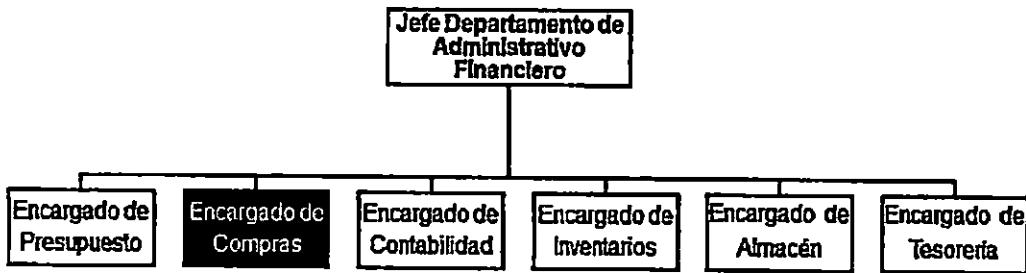 Jefe Departamento de
Administrativo
Financiero
Encargado de
Presupuesto
Encargado de
Compras
Encargado de
Contabilidad
Encargado de
Inventarios
Encargado de
Almacén
Encargado de
Tesorería